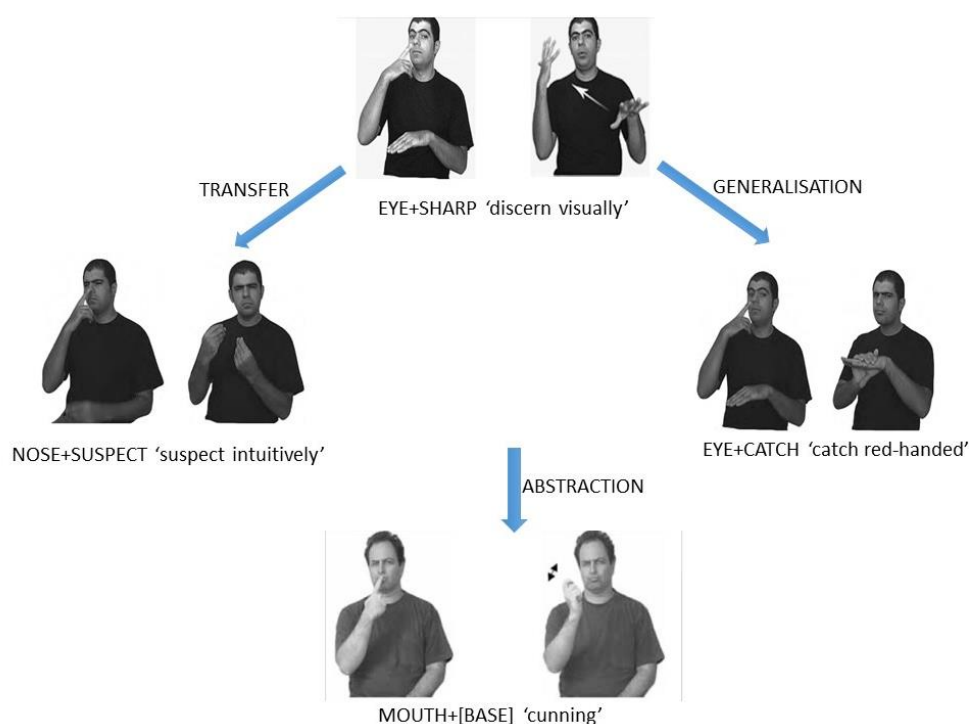 TRANSFER
GENERALISATION
EYE+SHARP ‘discern visually’
NOSE+SUSPECT ‘suspect intuitively’
EYE+CATCH ‘catch red-handed’
ABSTRACTION
MOUTH+[BASE] ‘cunning’